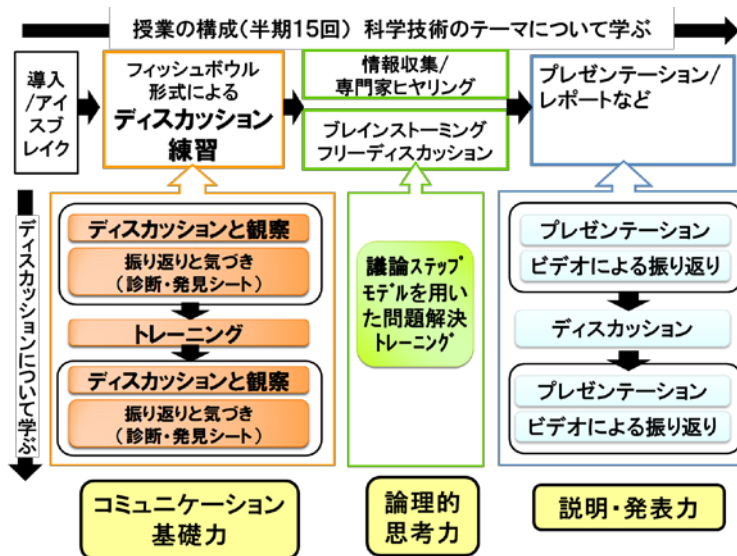 授業の構成(半期15回) 科学技術のテーマについて学ぶ
導入
/アイ
スブ
レイク
フィッシュボウル
形式による
ディスカッション
練習
情報収集/
専門家ヒヤリング
ブレインストーミング
フリーディスカッション
プレゼンテーション/
レポートなど
ディスカッションについて学ぶ
ディスカッションと観察
振り返りと気づき
(診断・発見シート)
トレーニング
ディスカッションと観察
振り返りと気づき
(診断・発見シート)
議論ステップ
モデルを用い
た問題解決
トレーニング
プレゼンテーション
ビデオによる振り返り
ディスカッション
プレゼンテーション
ビデオによる振り返り
コミュニケーション
基礎力
論理的
思考力
説明・発表力